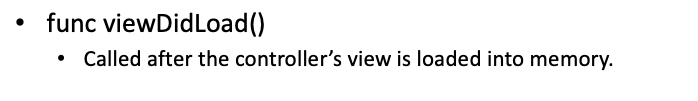 • func viewDidLoad()
• Called after the controller’s view is loaded into memory.